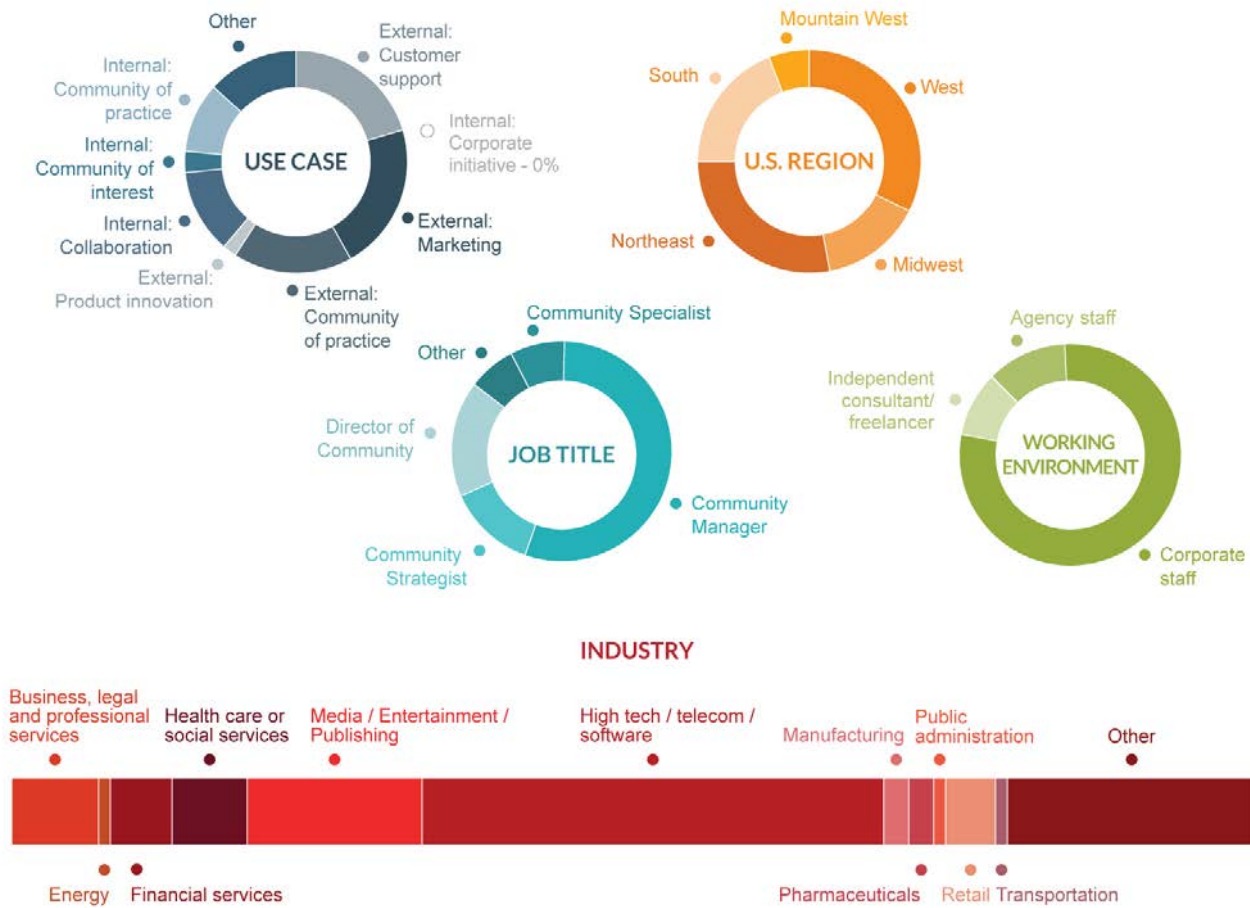 Other
External:
Customer
support
Internal:
Community of
practice
Internal:
Corporate
initiative - 0%
USE CASE
Internal:
Community of
interest
Internal:
Collaboration
External:
Marketing
External:
Product innovation
External:
Community
of practice
Mountain West
South
West
U.S. REGION
Northeast
Midwest
Community Specialist
Other
Director of
Community
JOB TITLE
Community
Manager
Community
Strategist
Agency staff
Independent
consultant/
freelancer
WORKING
ENVIRONMENT
Corporate
staff
INDUSTRY
Business, legal
and professional
services
Health care or
social services
Media / Entertainment /
Publishing
High tech / telecom /
software
Manufacturing
Public
administration
Other
Energy
Financial services
Pharmaceuticals
Retail
Transportation